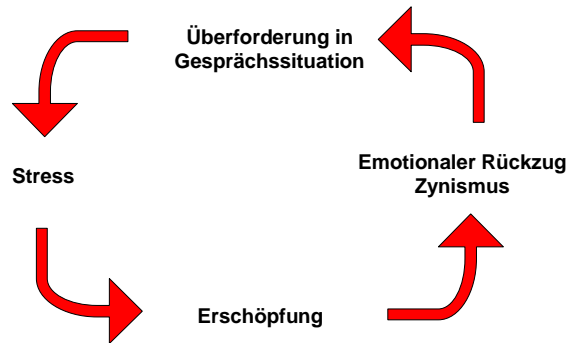 Überforderung in
Gesprächssituation
Stress
Emotionaler Rückzug
Zynismus
Erschöpfung